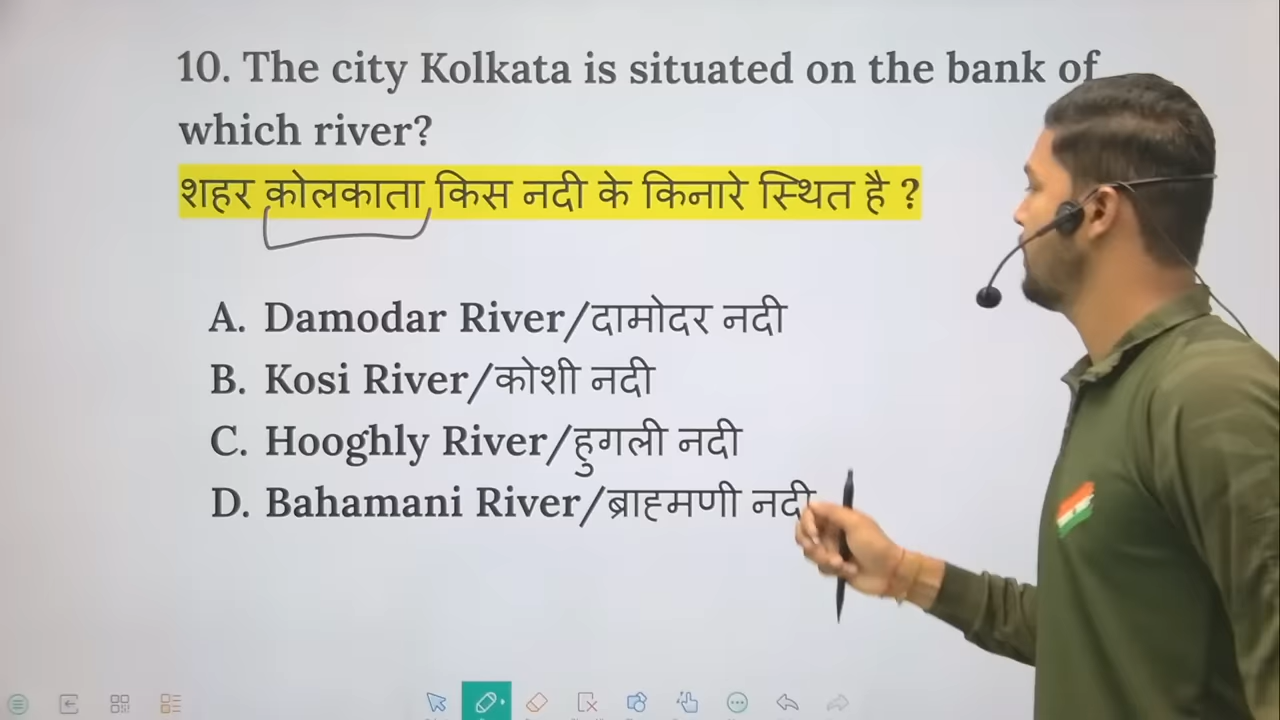 10. The city Kolkata is situated on the bank of
which river?
शहर कोलकाता किस नदी के किनारे स्थित है ?
A. Damodar River/दामोदर नदी
B. Kosi River/कोशी नदी
C. Hooghly River/हुगली नदी
D. Bahamani River/ब्राह्मणी नदी